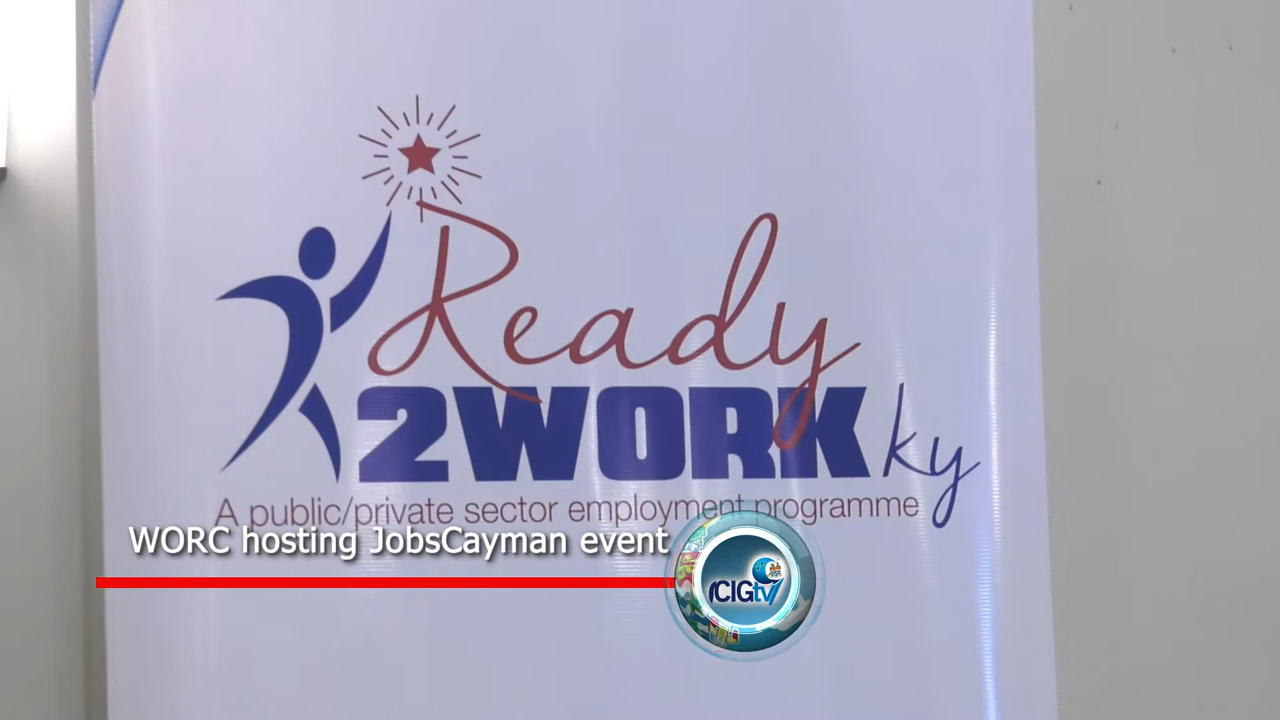 Ready
2WORK ky
A public/private sector employment programme
WORC hosting JobsCayman event
CIGtv